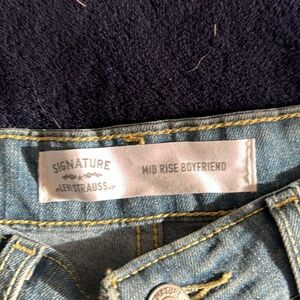 SIGNATURE
LEVI STRAUSS
MID RISE BOYFRIEND